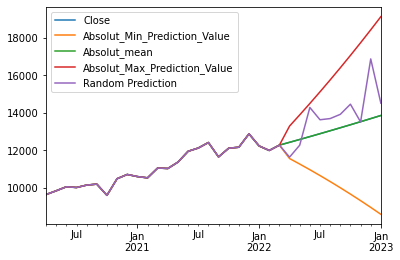 Close
Absolut_Min_Prediction_Value
Absolut_mean
Absolut_Max_Prediction_Value
Random Prediction
18000
16000
14000
12000
10000
Jul Jan Jul Jan Jul Jan
2021 2022 2023